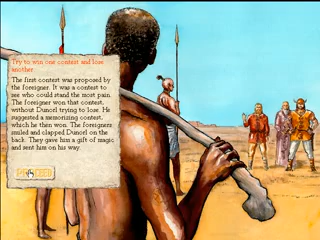 Try to win one contest and lose
another
The first contest was proposed by
the foreigner. It was a contest to
see who could stand the most pain.
The foreigner won that contest,
without Duncrl trying to lose. He
suggested a memorizing contest,
which he then won. The foreigners
smiled and clapped Duncrl on the
back. They gave him a gift of magic
and sent him on his way.
PROCEED